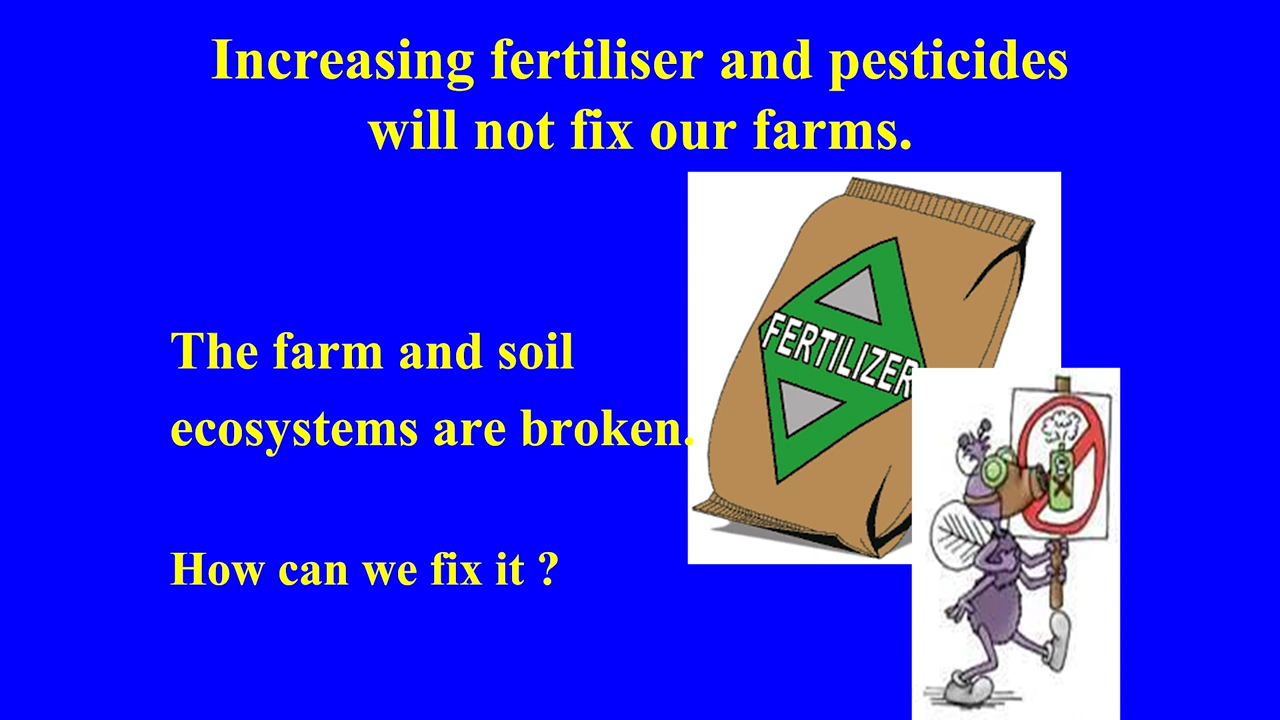 Increasing fertiliser and pesticides
will not fix our farms.
FERTILIZER
The farm and soil
ecosystems are broken.
How can we fix it ?